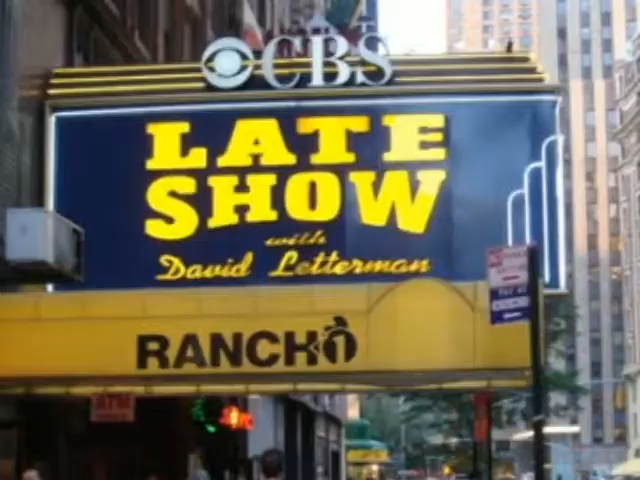 CBS
LATE
SHOW
with
David Letterman
RANCHO
ATM